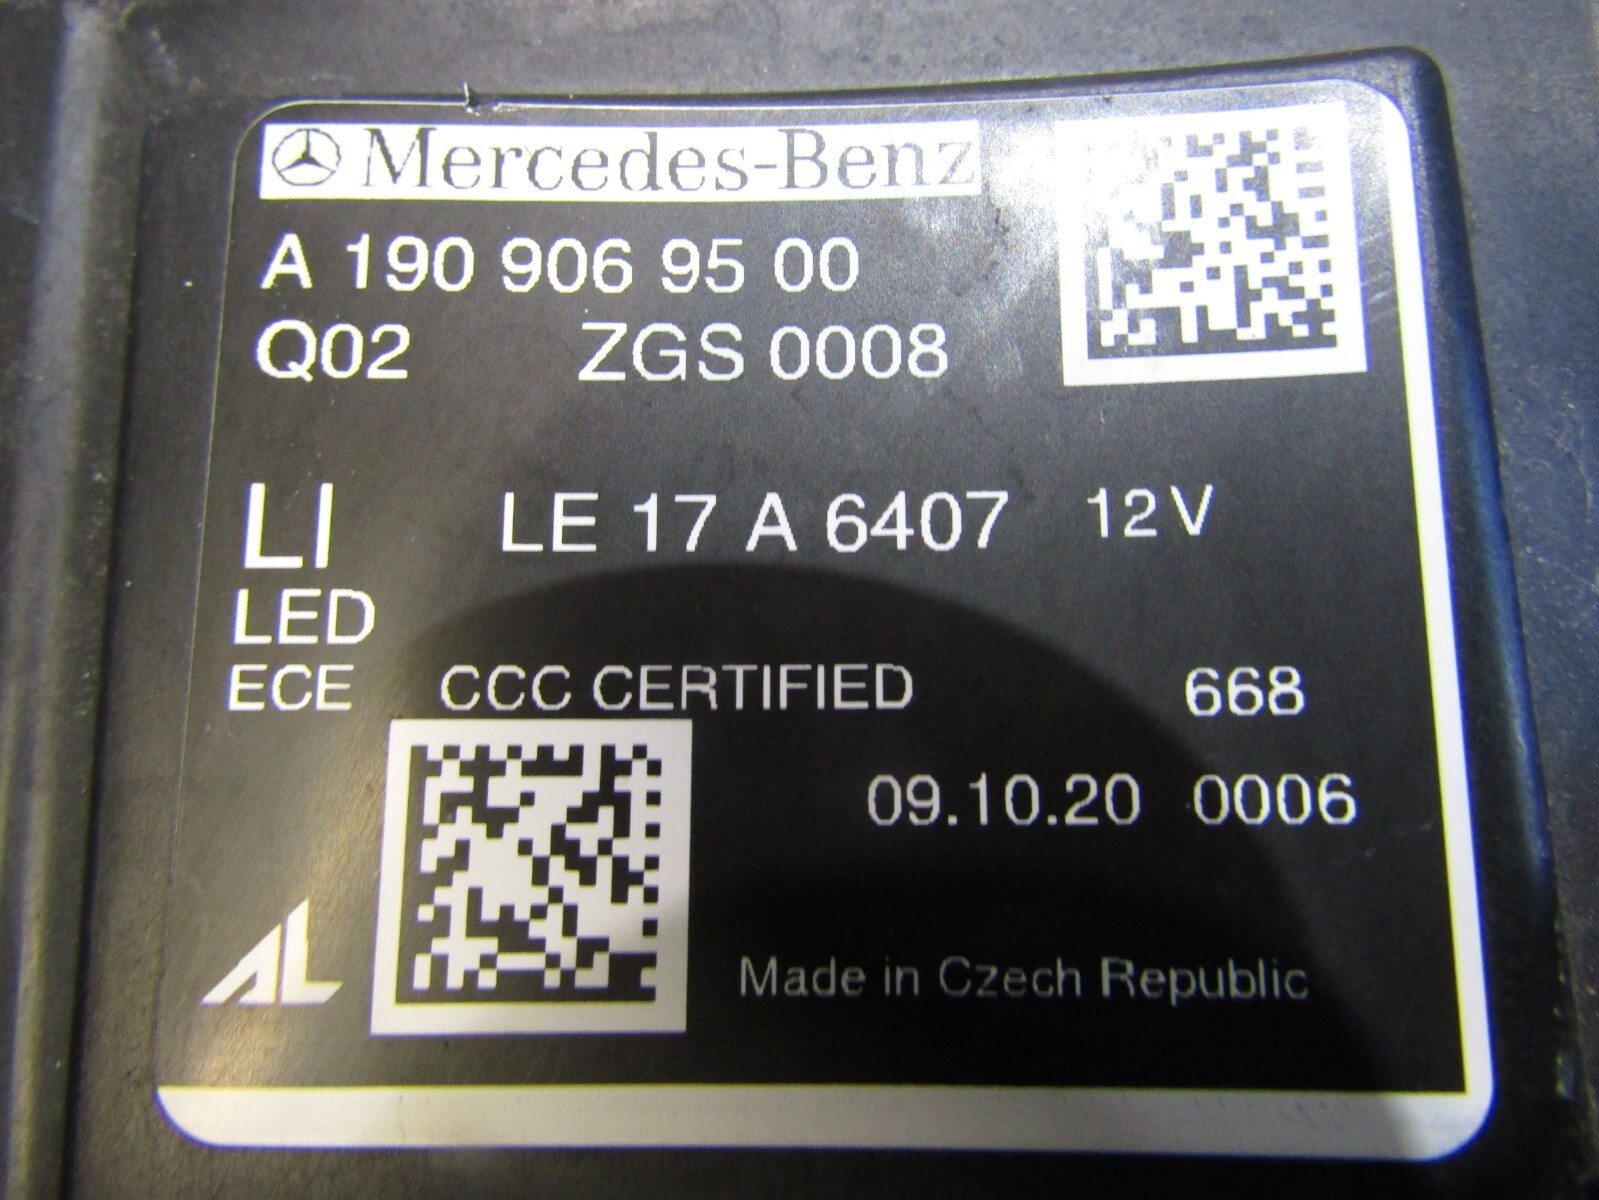 Mercedes-Benz
A 190 906 95 00
Q02 ZGS 0008
LI LE 17 A 6407 12V
LED
ECE CCC CERTIFIED 668
09.10.20 0006
AL
Made in Czech Republic